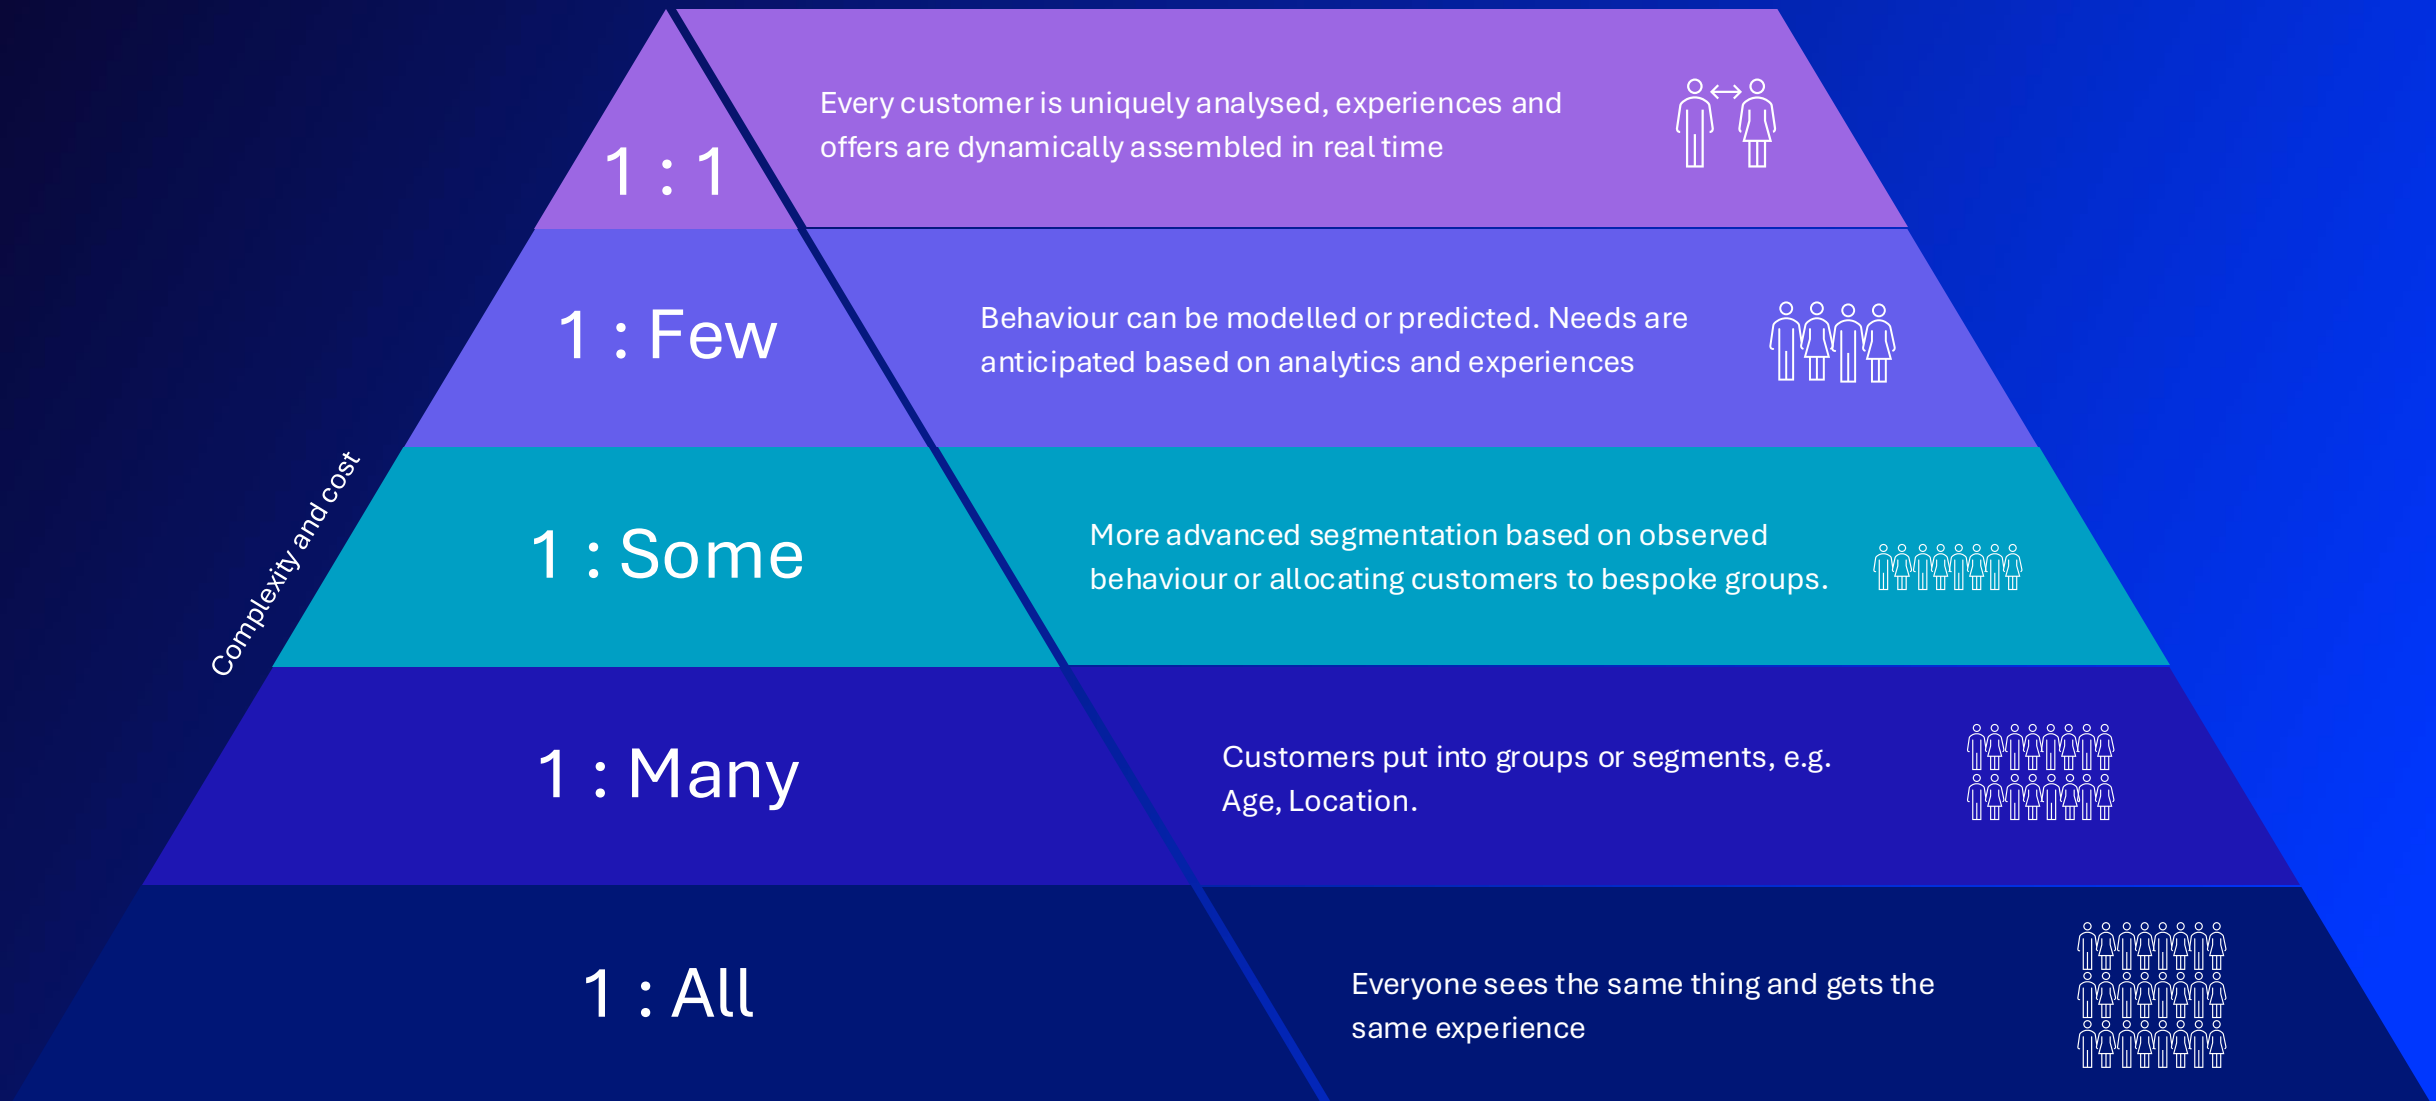 1 : 1
Every customer is uniquely analysed, experiences and
offers are dynamically assembled in real time
1 : Few
Behaviour can be modelled or predicted. Needs are
anticipated based on analytics and experiences
Complexity and cost
1 : Some
More advanced segmentation based on observed
behaviour or allocating customers to bespoke groups.
1 : Many
Customers put into groups or segments, e.g.
Age, Location.
1 : All
Everyone sees the same thing and gets the
same experience